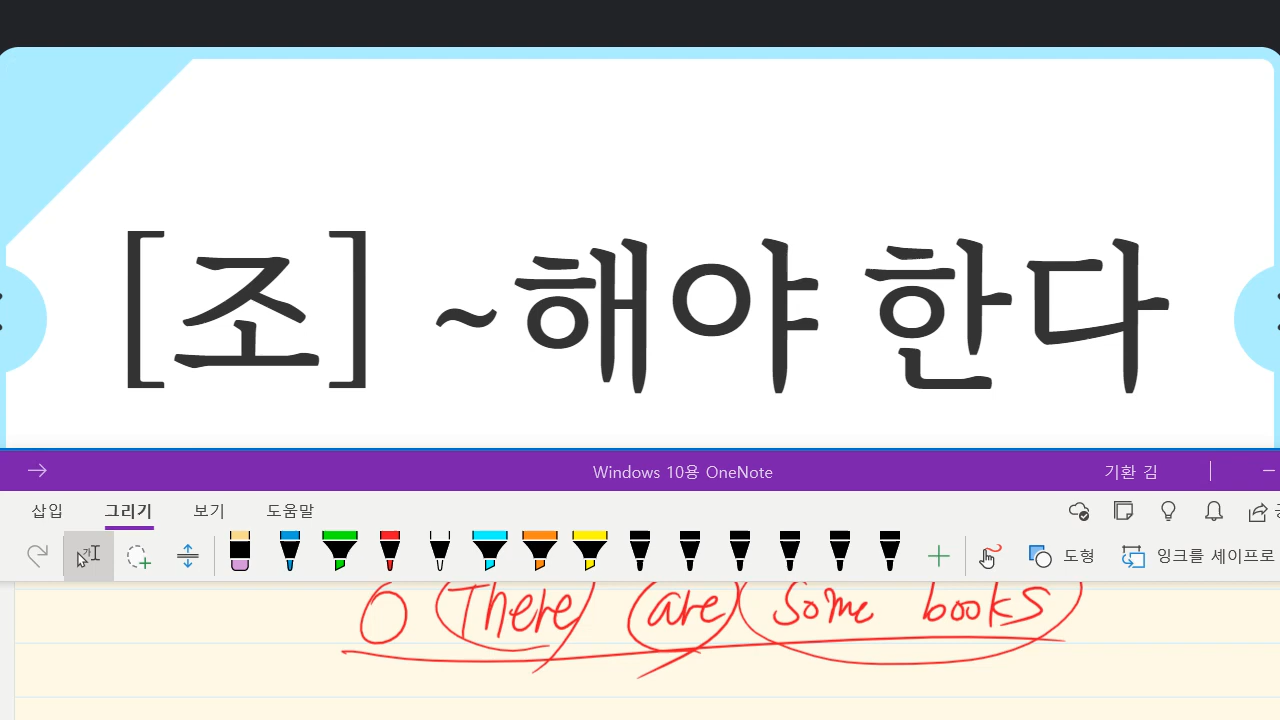 [조] ~해야 한다
Windows 10용 OneNote 기환 김
삽입 그리기 보기 도움말
도형 잉크를 셰이프로
O There are some books